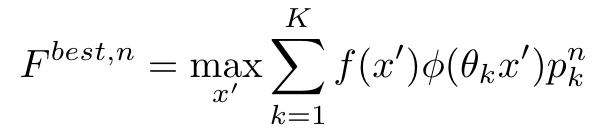 F^{best,n} = \max_{x'} \sum_{k=1}^{K} f(x')\phi(\theta_k x')p_k^n